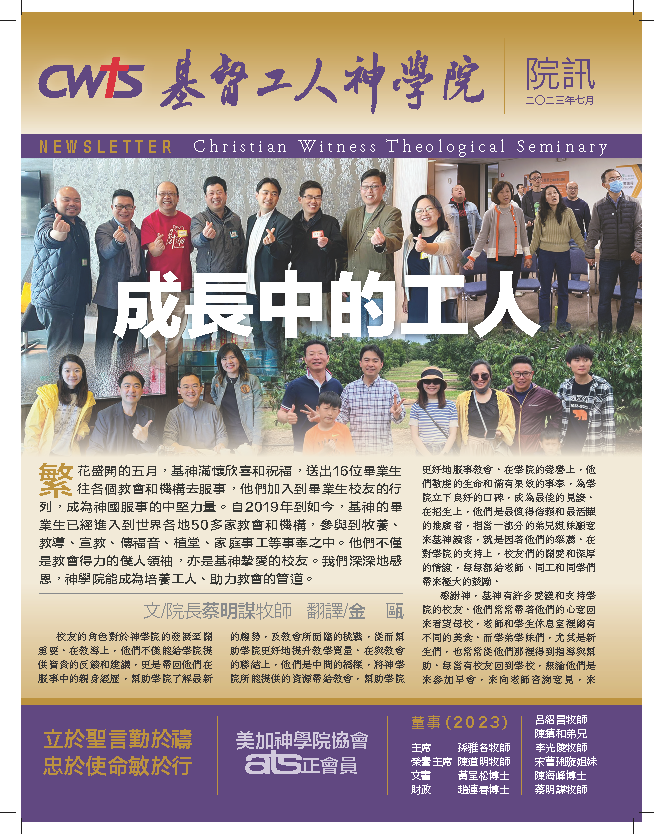 CWTS 基督工人神學院
院訊
二〇二三年七月
NEWSLETTER Christian Witness Theological Seminary
成長中的工人
繁花盛開的五月，基神滿懷欣喜和祝福，送出16位畢業生
往各個教會和機構去服事，他們加入到畢業生校友的行
列，成為神國服事的中堅力量。自2019年到如今，基神的畢
業生已經進入到世界各地50多家教會和機構，參與到牧養、
教導、宣教、傳福音、植堂、家庭事工等事奉之中。他們不僅
是教會得力的僕人領袖，亦是基神摯愛的校友。我們深深地感
恩，神學院能成為培養工人、助力教會的管道。
文/院長蔡明謀牧師 翻譯/金 甌
校友的角色對於神學院的發展至關
重要。在教導上，他們不僅能給學院提
供寶貴的反饋和建議，更是帶回他們在
服事中的親身經歷，幫助學院了解最新
的趨勢，及教會所面臨的挑戰，從而幫
助學院更好地提升教學質量。在與教會
的聯結上，他們是中間的橋樑，將神學
院所能提供的資源帶給教會，幫助學院
更好地服事教會。在學院的聲譽上，他
們敬虔的生命和滿有果效的事奉，為學
院立下良好的口碑，成為最後的見證。
在招生上，他們是最值得信賴和最活躍
的推廣者，相當一部分的弟兄姐妹願意
來基神讀書，就是因著他們的舉薦。在
對學院的支持上，校友們的關愛和深厚
的情誼，每每都給老師、同工和同學們
帶來極大的鼓勵。
感謝神，基神有許多愛護和支持學
院的校友。他們常常帶著他們的心意回
來看望母校，老師和學生休息室裡總有
不同的美食。而學弟學妹們，尤其是新
生們，也常常從他們那裡得到指導與幫
助。每當有校友回到學校，無論他們是
來參加早會，來向老師咨詢意見，來
立於聖言勤於禱
忠於使命敏於行
美加神學院協會
ats正會員
董事(2023)
主席 孫雅各牧師
榮譽主席 陳道明牧師
文書 萬呈松博士
財政 趙連春博士
呂紹昌牧師
陳鎮和弟兄
李光陵牧師
宋曹珧璇姐妹
陳海峰博士
蔡明謀牧師